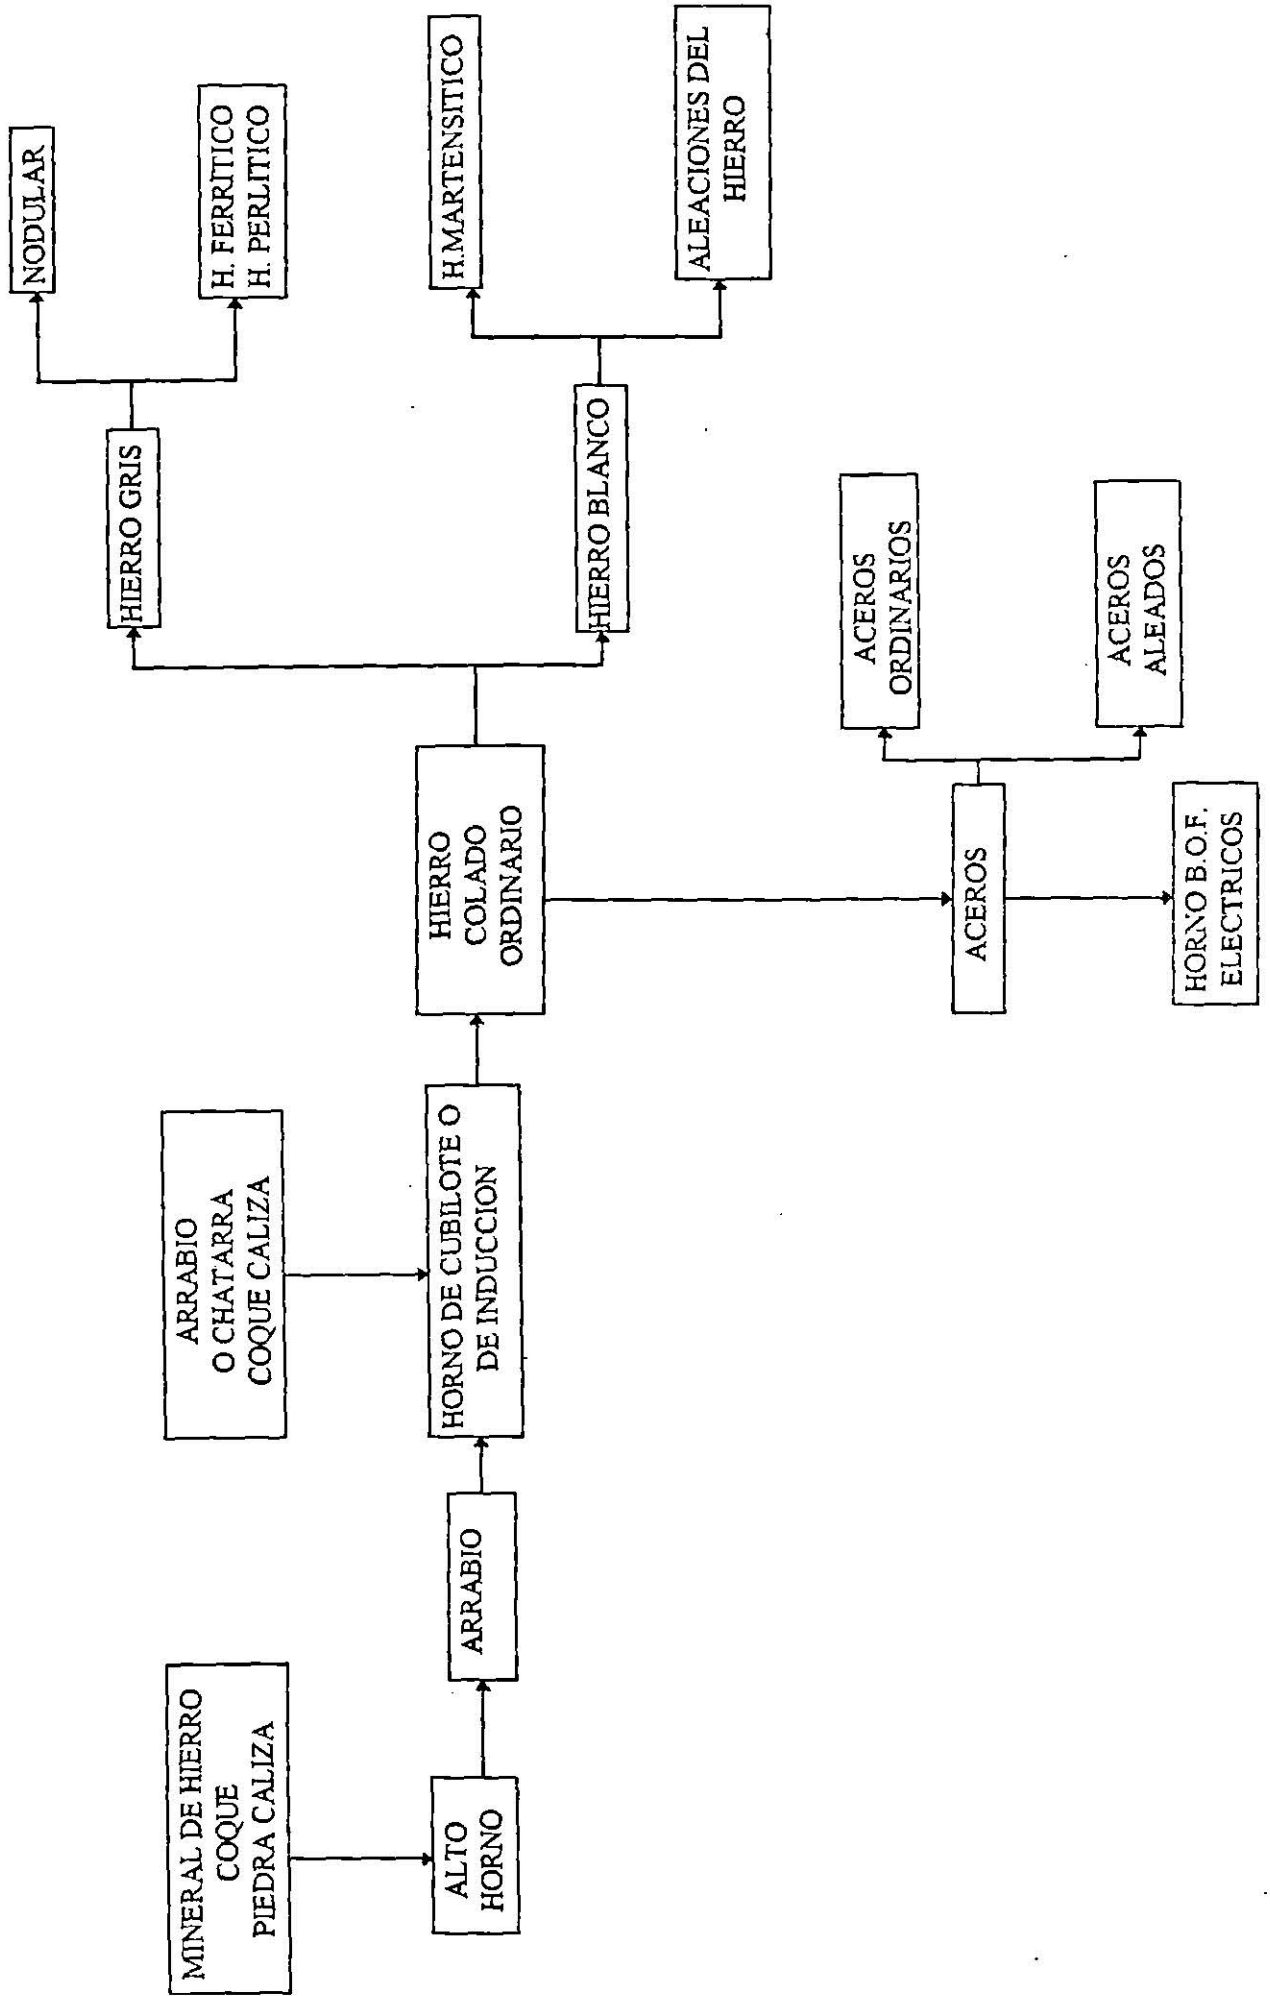 MINERAL DE HIERRO
COQUE
PIEDRA CALIZA
ALTO
HORNO
ARRABIO
ARRABIO
O CHATARRA
COQUE CALIZA
HORNO DE CUBILOTE O
DE INDUCCION
HIERRO
COLADO
ORDINARIO
HIERRO GRIS
NODULAR
H. FERRITICO
H. PERLITICO
HIERRO BLANCO
H.MARTENSITICO
ALEACIONES DEL
HIERRO
ACEROS
ACEROS
ORDINARIOS
ACEROS
ALEADOS
HORNO B.O.F.
ELECTRICOS